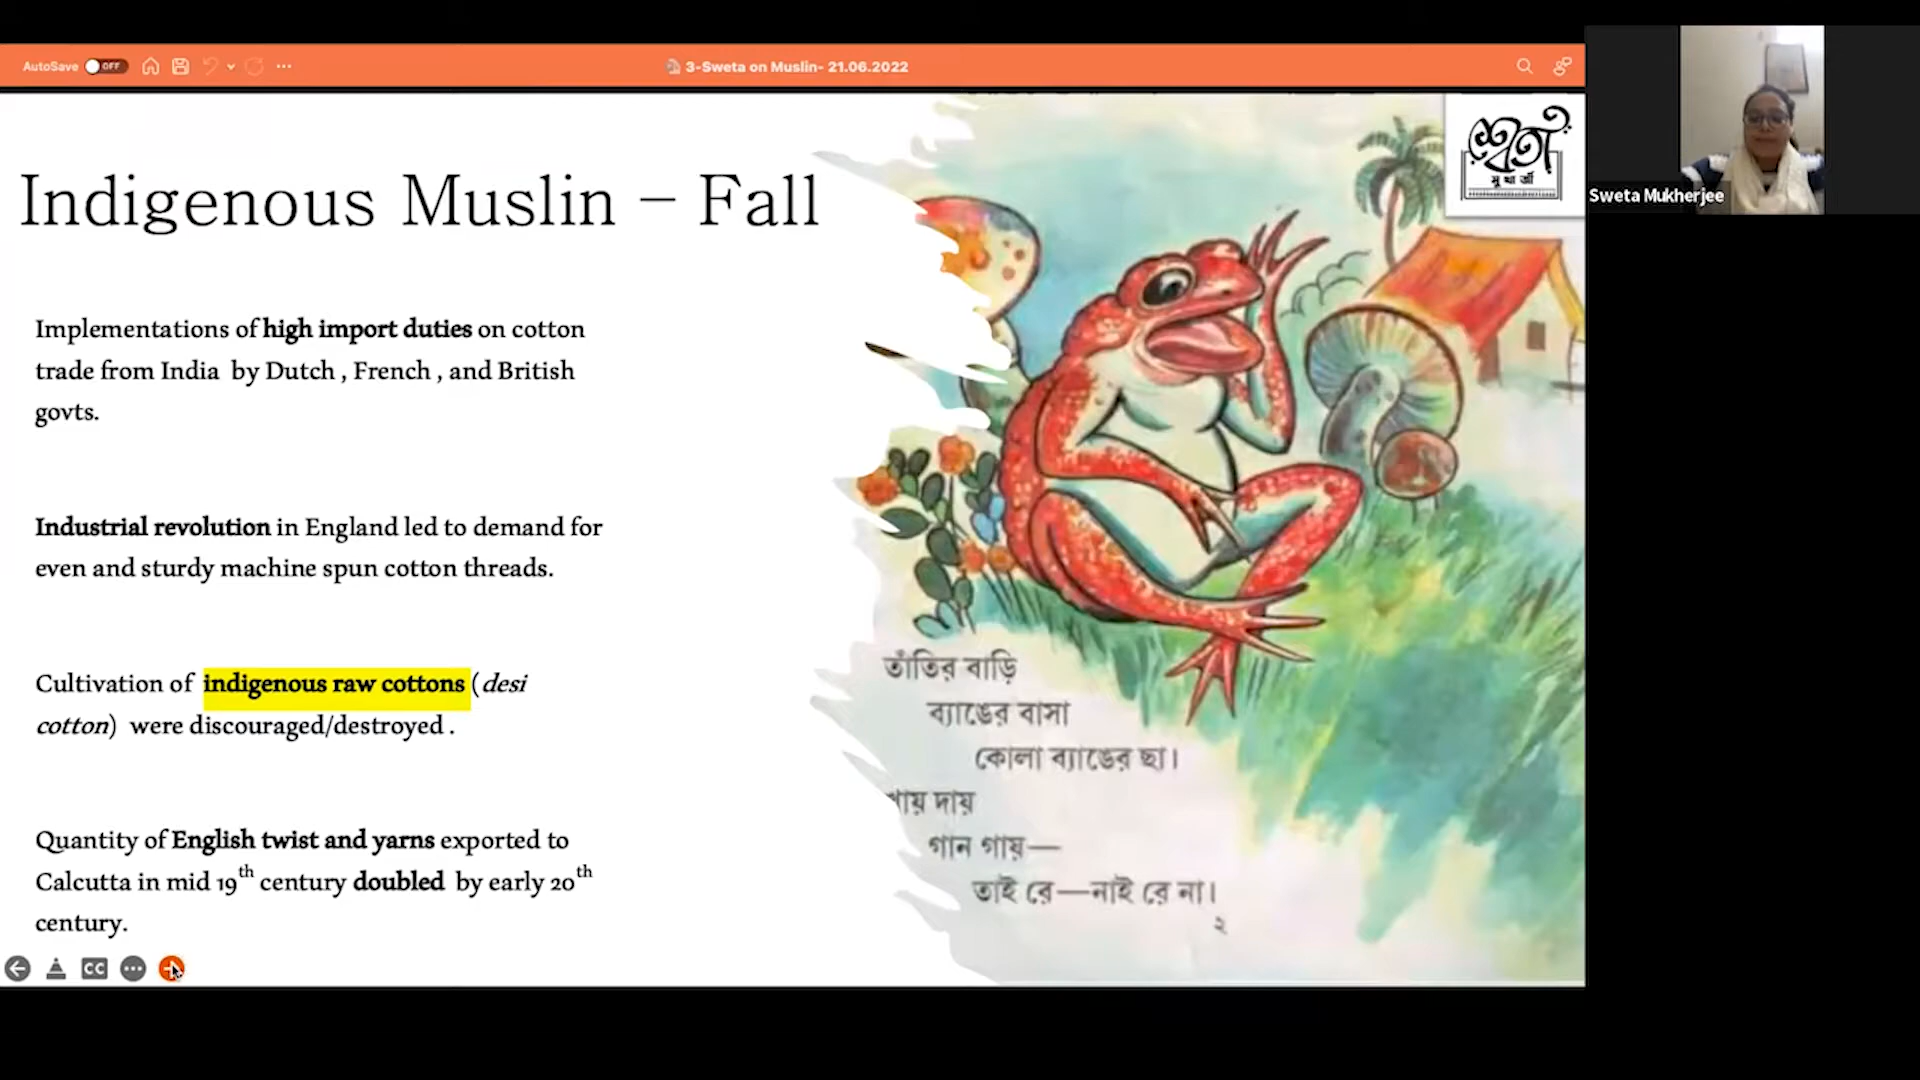 AutoSave OFF
3-Sweta on Muslin- 21.06.2022
শ্বেতা
মুখার্জী
Sweta Mukherjee
Indigenous Muslin – Fall
Implementations of high import duties on cotton
trade from India by Dutch , French , and British
govts.
Industrial revolution in England led to demand for
even and sturdy machine spun cotton threads.
Cultivation of indigenous raw cottons (desi
cotton) were discouraged/destroyed .
Quantity of English twist and yarns exported to
Calcutta in mid 19th century doubled by early 20th
century.
CC
তাঁতির বাড়ি
ব্যাঙের বাসা
কোলা ব্যাঙের ছা।
খায় দায়
গান গায়—
তাই রে—নাই রে না।
২